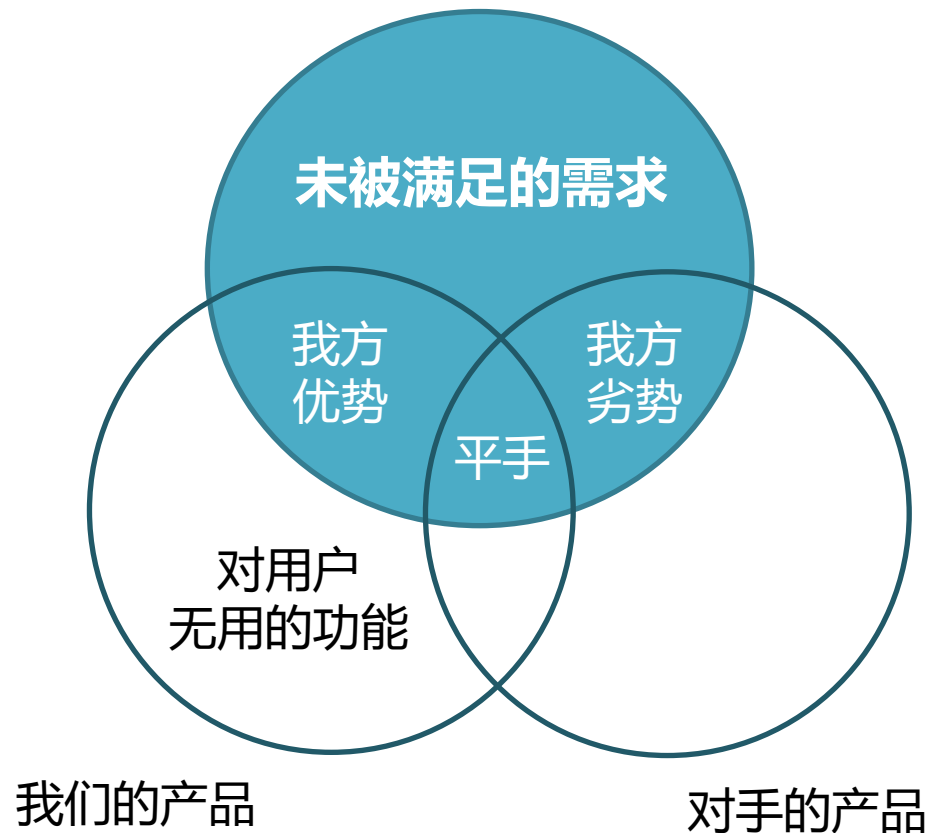 未被满足的需求
我方
优势
我方
劣势
平手
对用户
无用的功能
我们的产品
对手的产品